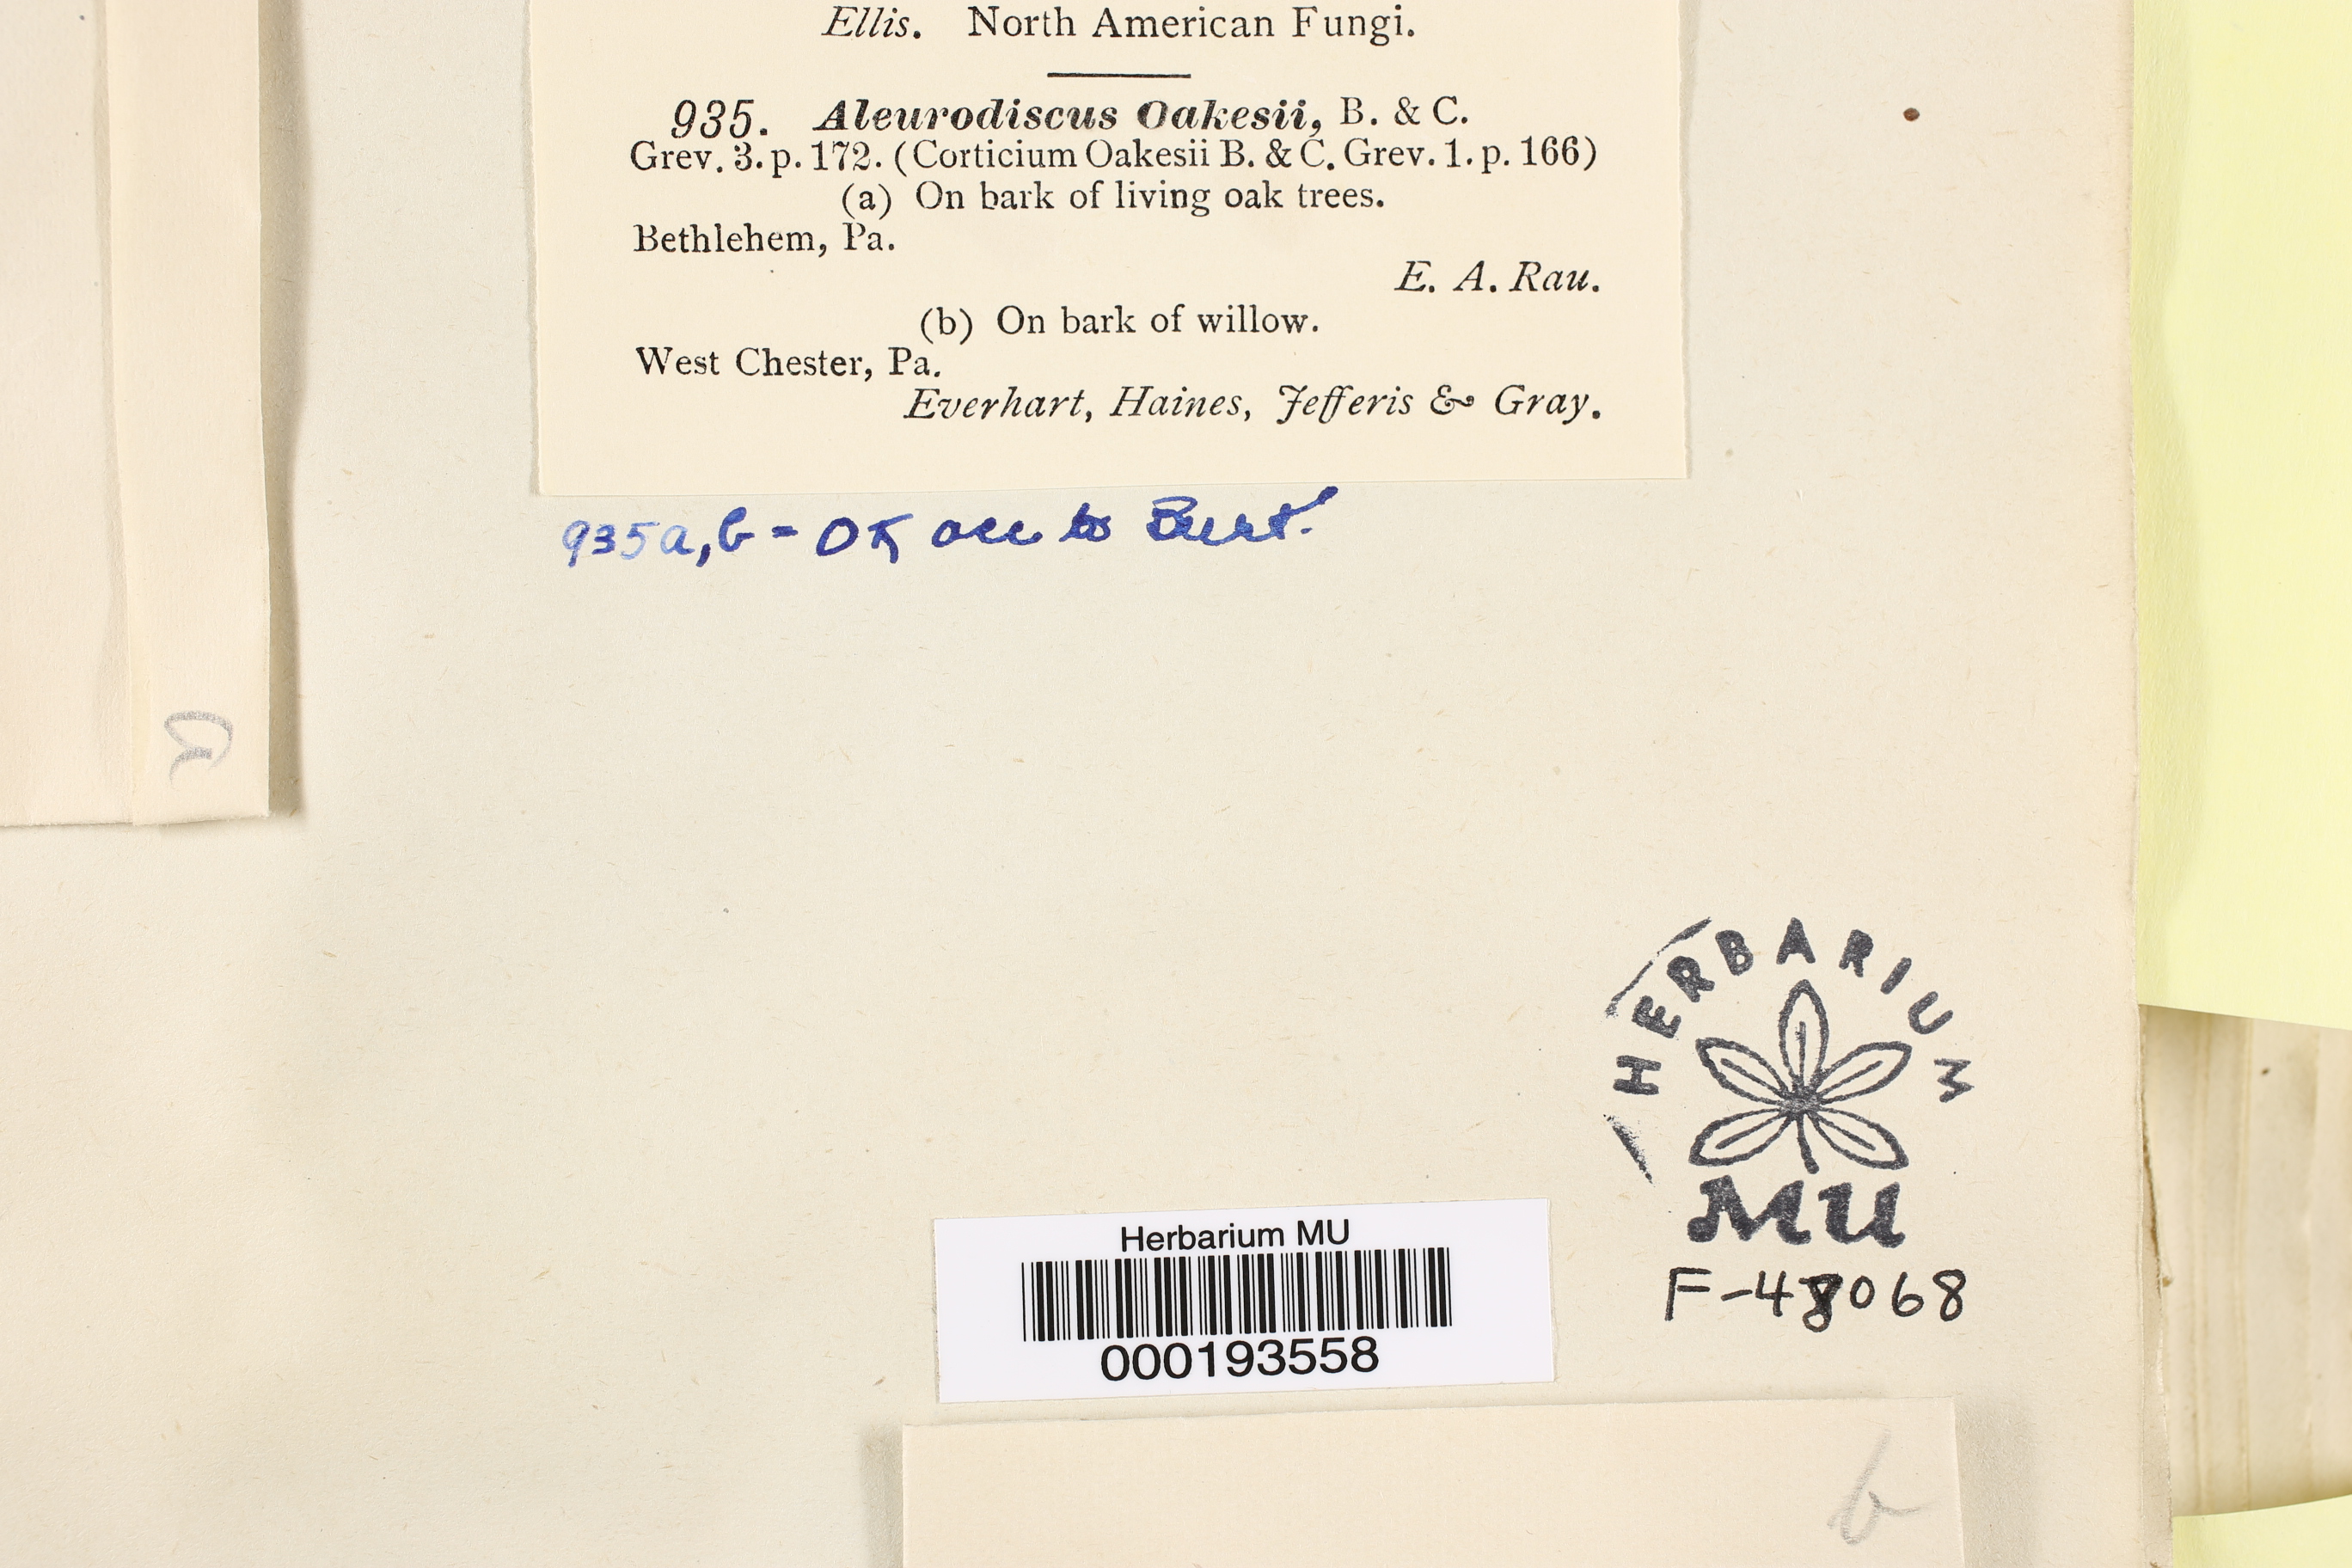 Ellis. North American Fungi.
935. Aleurodiscus Oakesii, B. & C.
Grev. 3. p. 172. (Corticium Oakesii B. & C. Grev. 1. p. 166)
(a) On bark of living oak trees.
Bethlehem, Pa.
E. A. Rau.
(b) On bark of willow.
West Chester, Pa.
Everhart, Haines, Jefferis & Gray.
935a, b = OK acc to Burt!
a
HERBARIUM
MU
F-48068
Herbarium MU
000193558
b